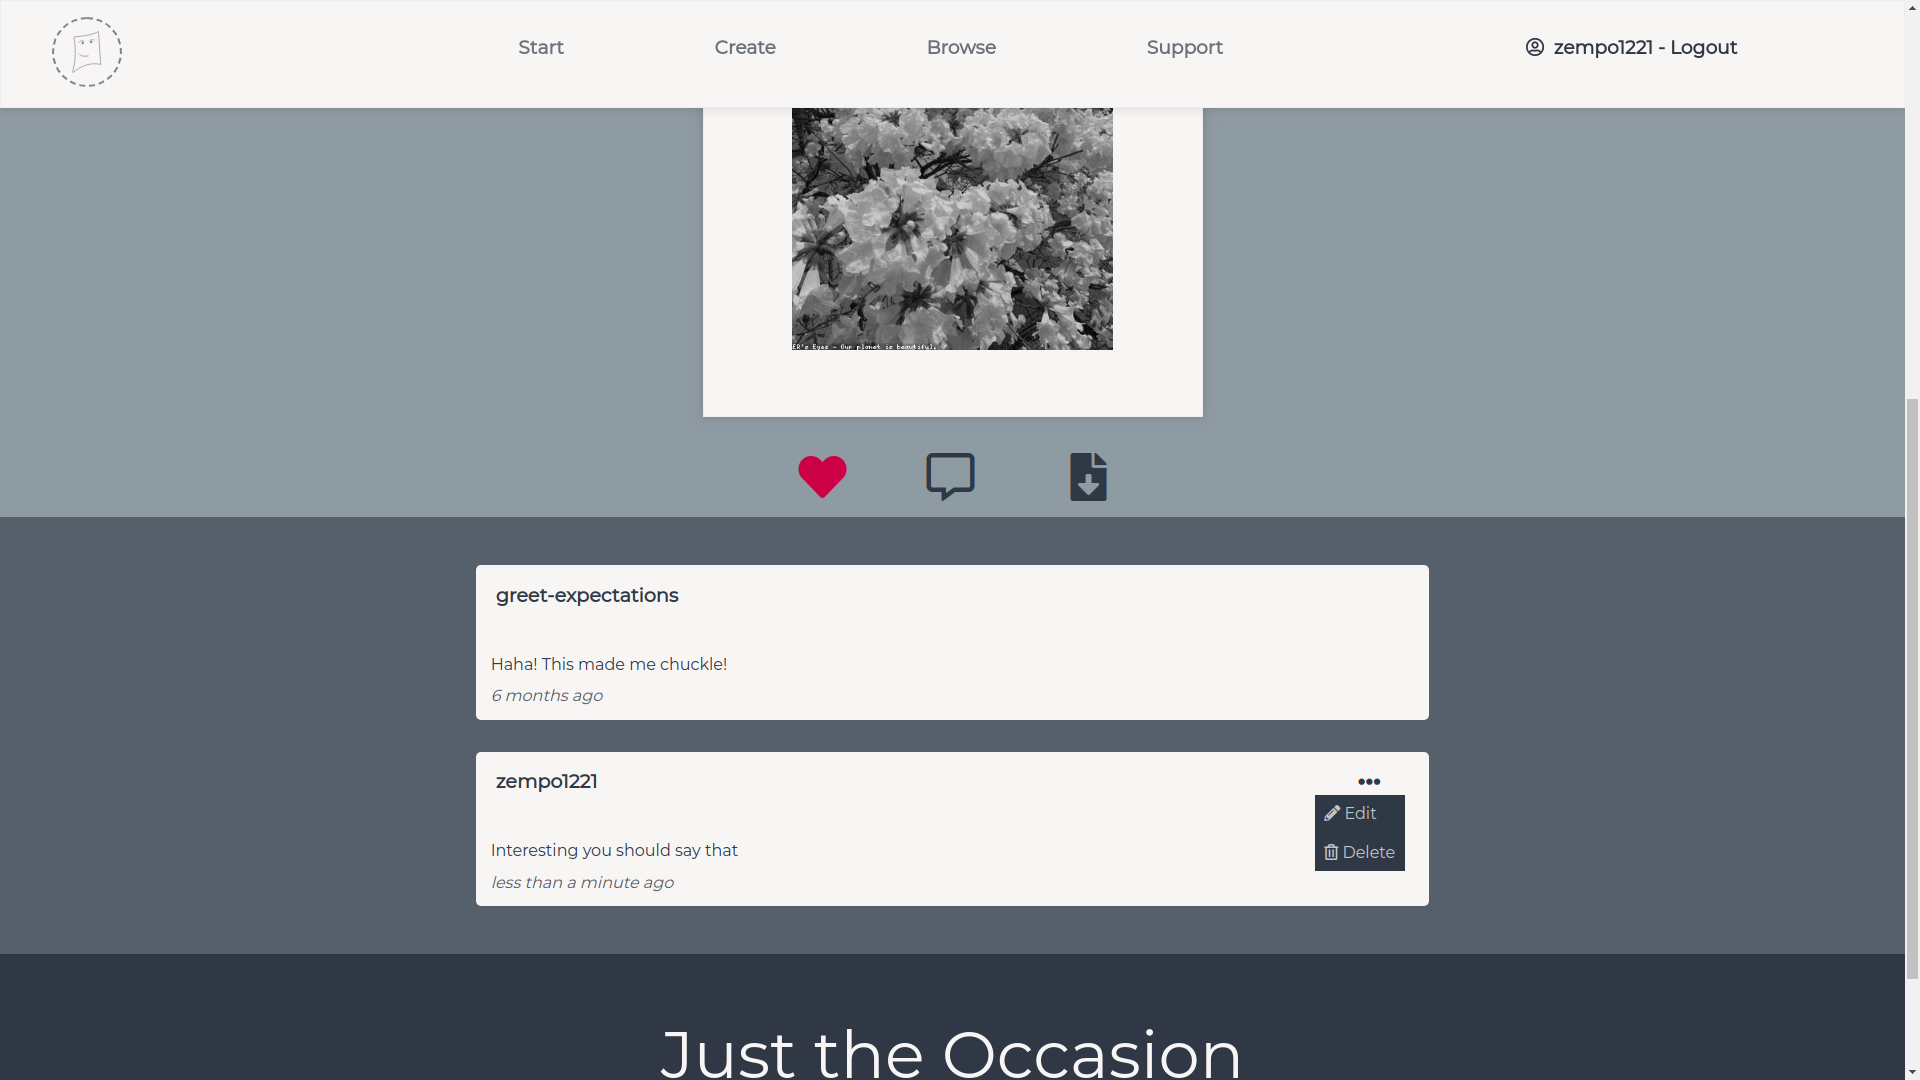 Start
Create
Browse
Support
zempo1221 - Logout
ER's Eyes - Our planet is beautiful.
greet-expectations
Haha! This made me chuckle!
6 months ago
zempo1221
Edit
Delete
Interesting you should say that
less than a minute ago
Just the Occasion